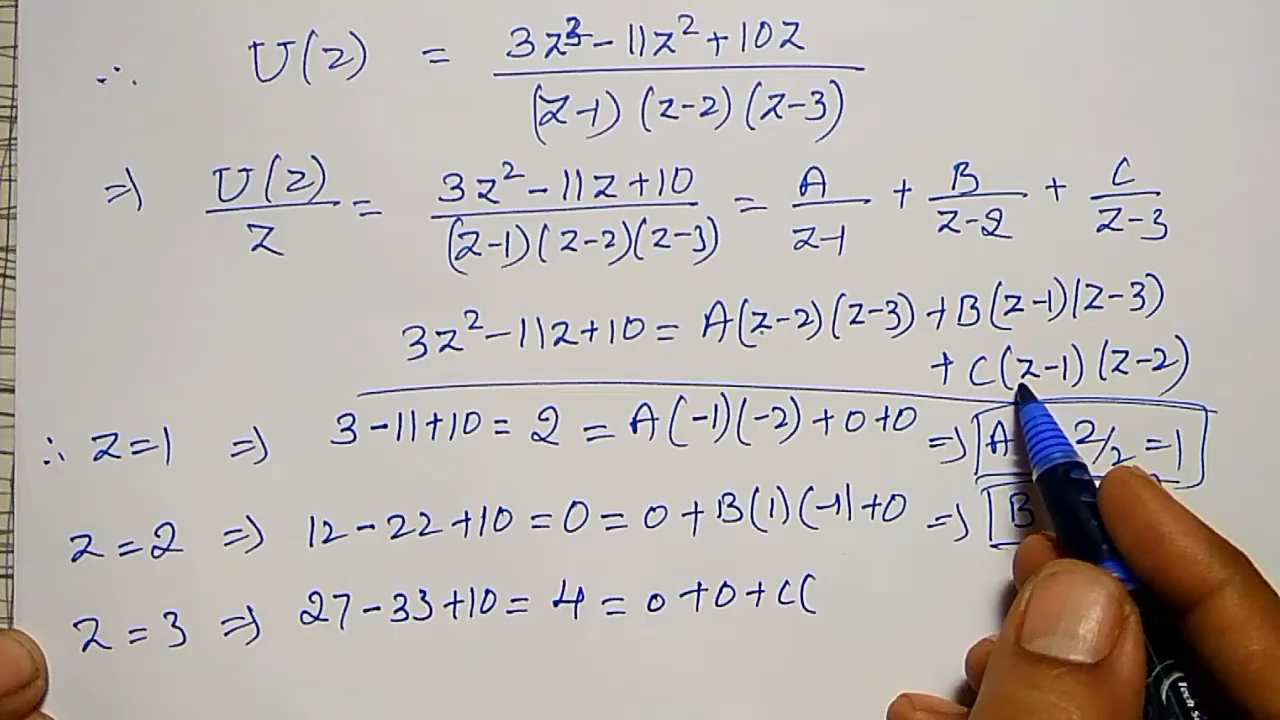 ∴ U(z) = 3z³ - 11z² + 10z / (z-1)(z-2)(z-3)
⇒ U(z)/z = 3z² - 11z + 10 / (z-1)(z-2)(z-3) = A/z-1 + B/z-2 + C/z-3
3z² - 11z + 10 = A(z-2)(z-3) + B(z-1)(z-3)
+ C(z-1)(z-2)
∴ z=1 ⇒ 3 - 11 + 10 = 2 = A(-1)(-2) + 0 + 0 ⇒ A 2/2 = 1
z=2 ⇒ 12 - 22 + 10 = 0 = 0 + B(1)(-1) + 0 ⇒ B
z=3 ⇒ 27 - 33 + 10 = 4 = 0 + 0 + C(
Tech